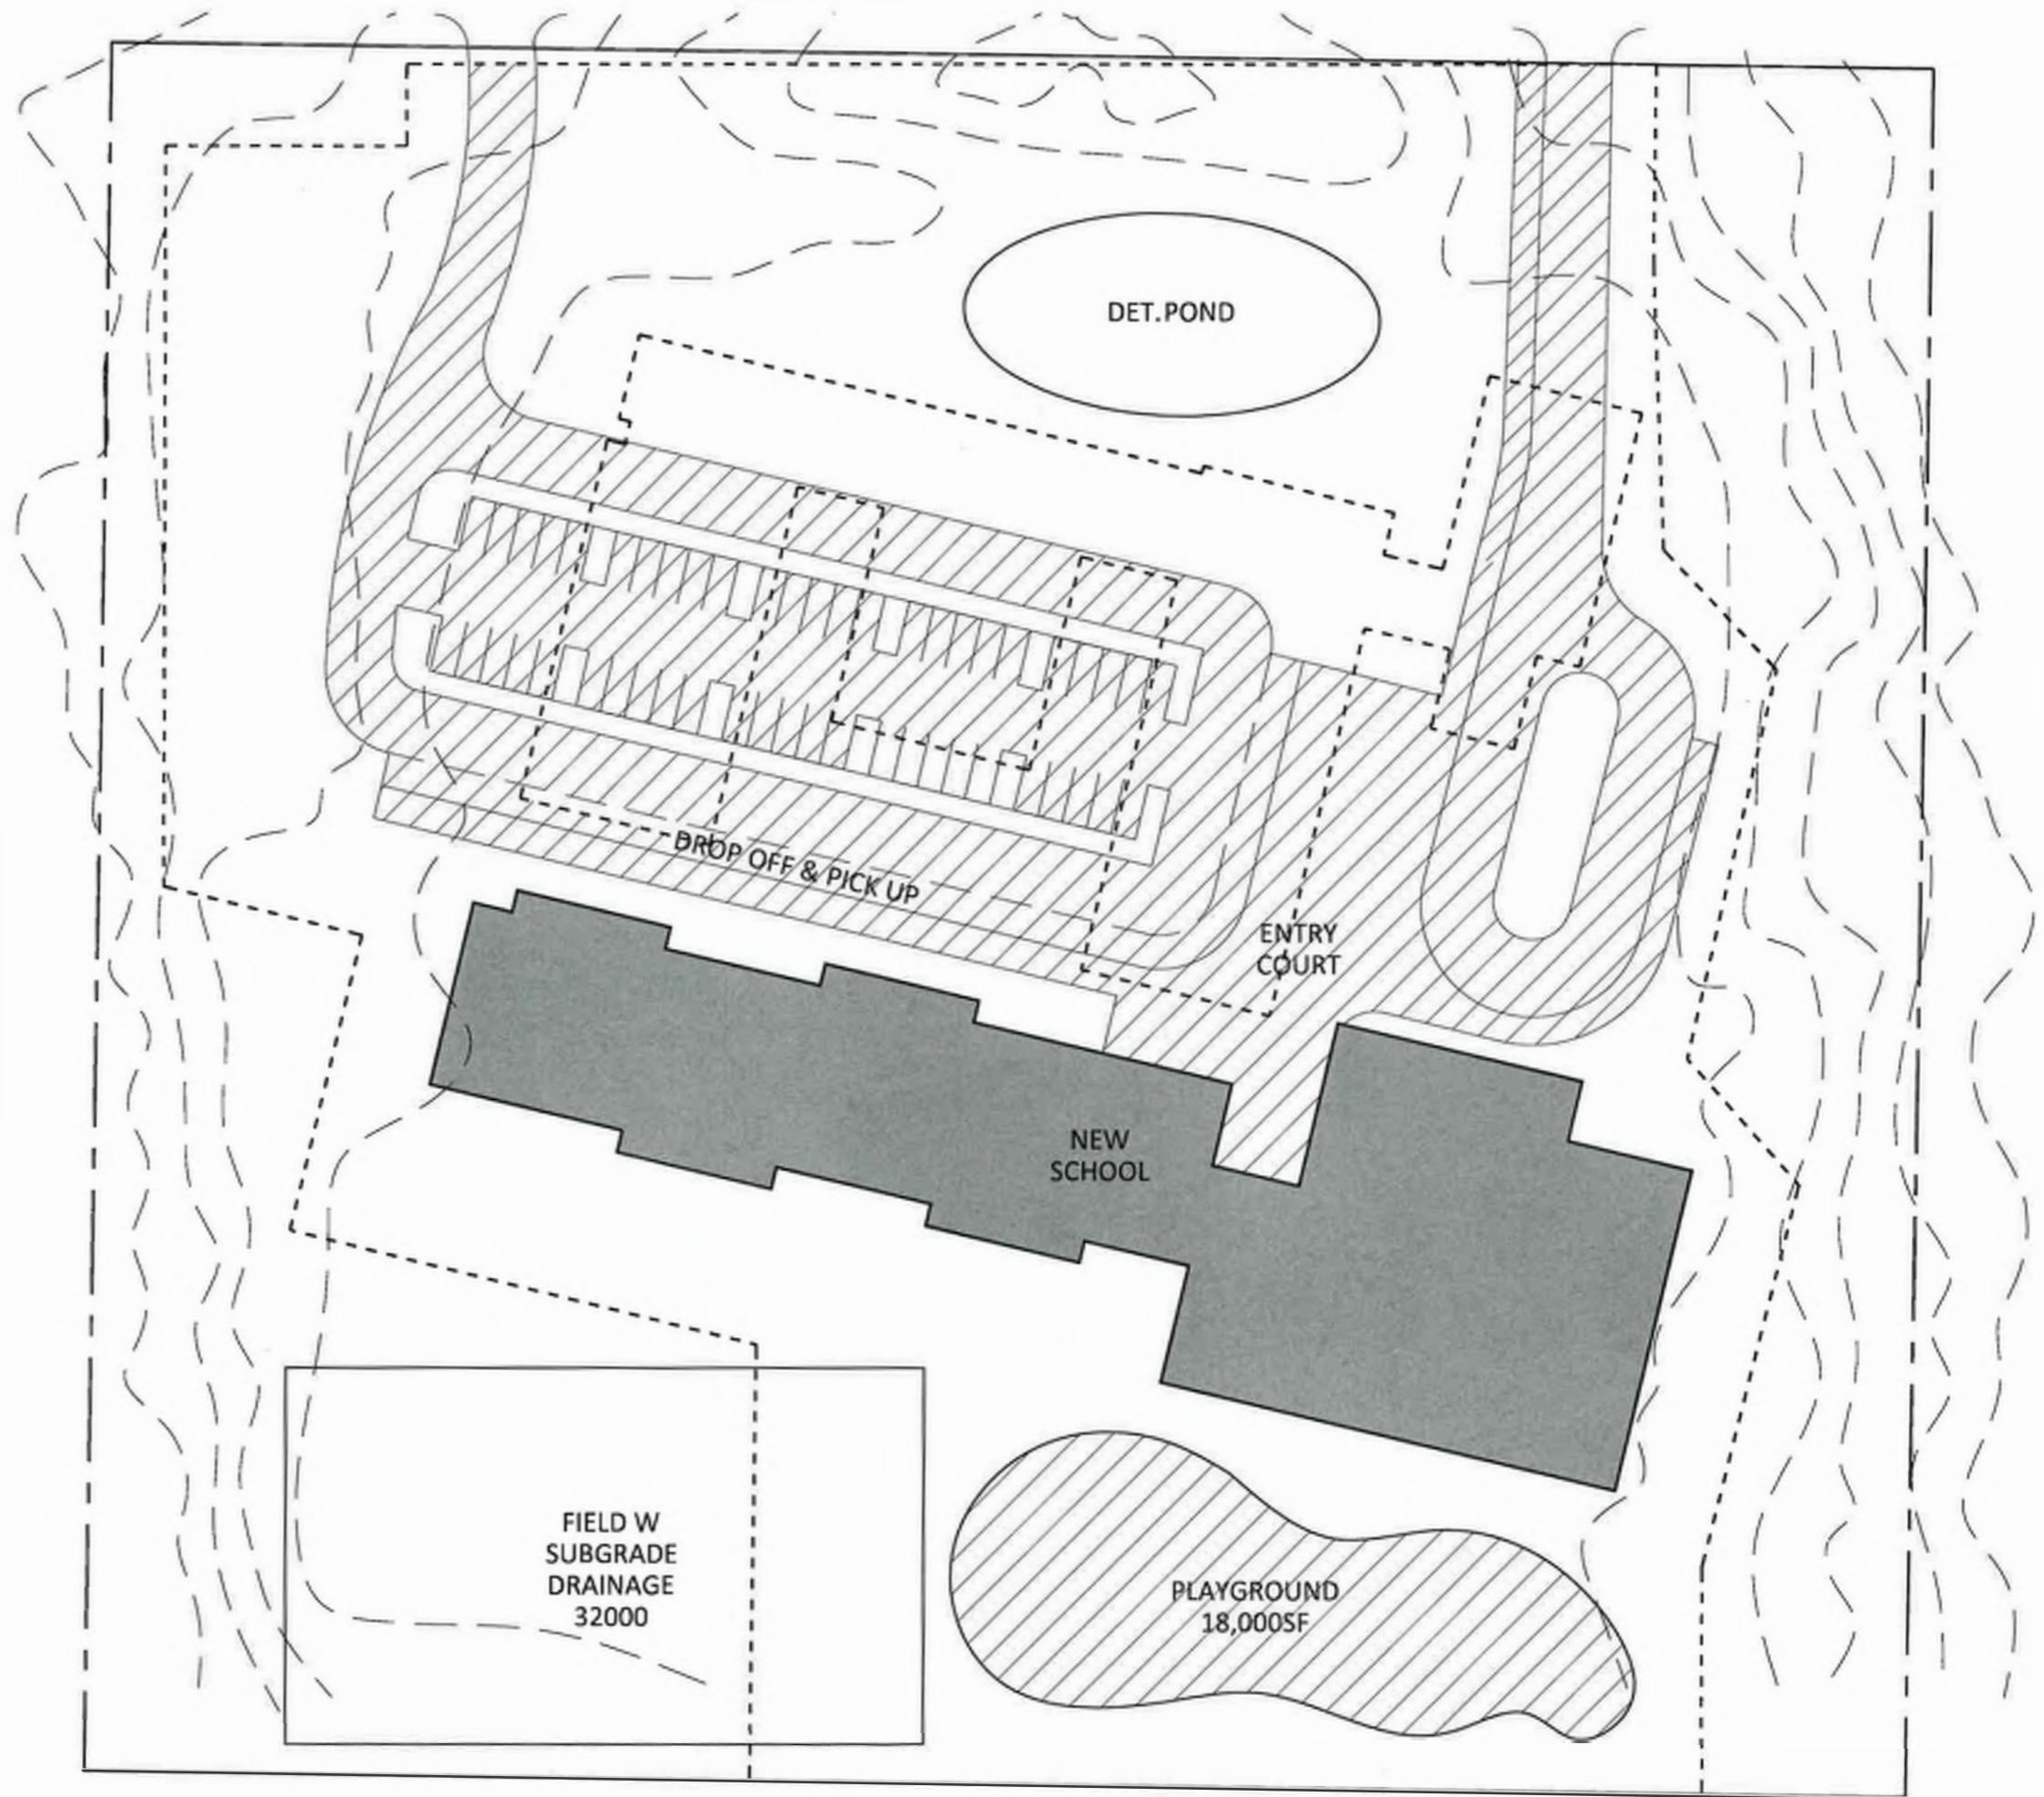 DET.POND
DROP OFF & PICK UP
ENTRY
COURT
NEW
SCHOOL
FIELD W
SUBGRADE
DRAINAGE
32000
PLAYGROUND
18,000SF